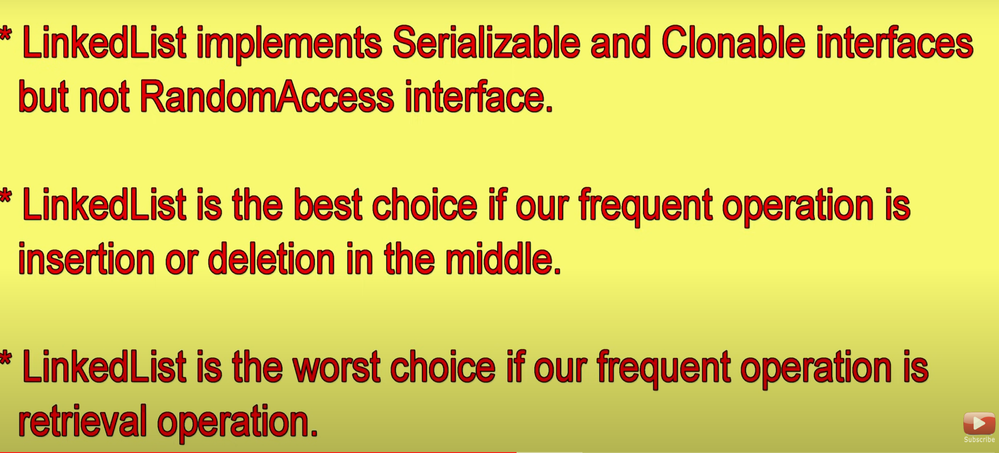 * LinkedList implements Serializable and Clonable interfaces
but not RandomAccess interface.
* LinkedList is the best choice if our frequent operation is
insertion or deletion in the middle.
* LinkedList is the worst choice if our frequent operation is
retrieval operation.
Subscribe